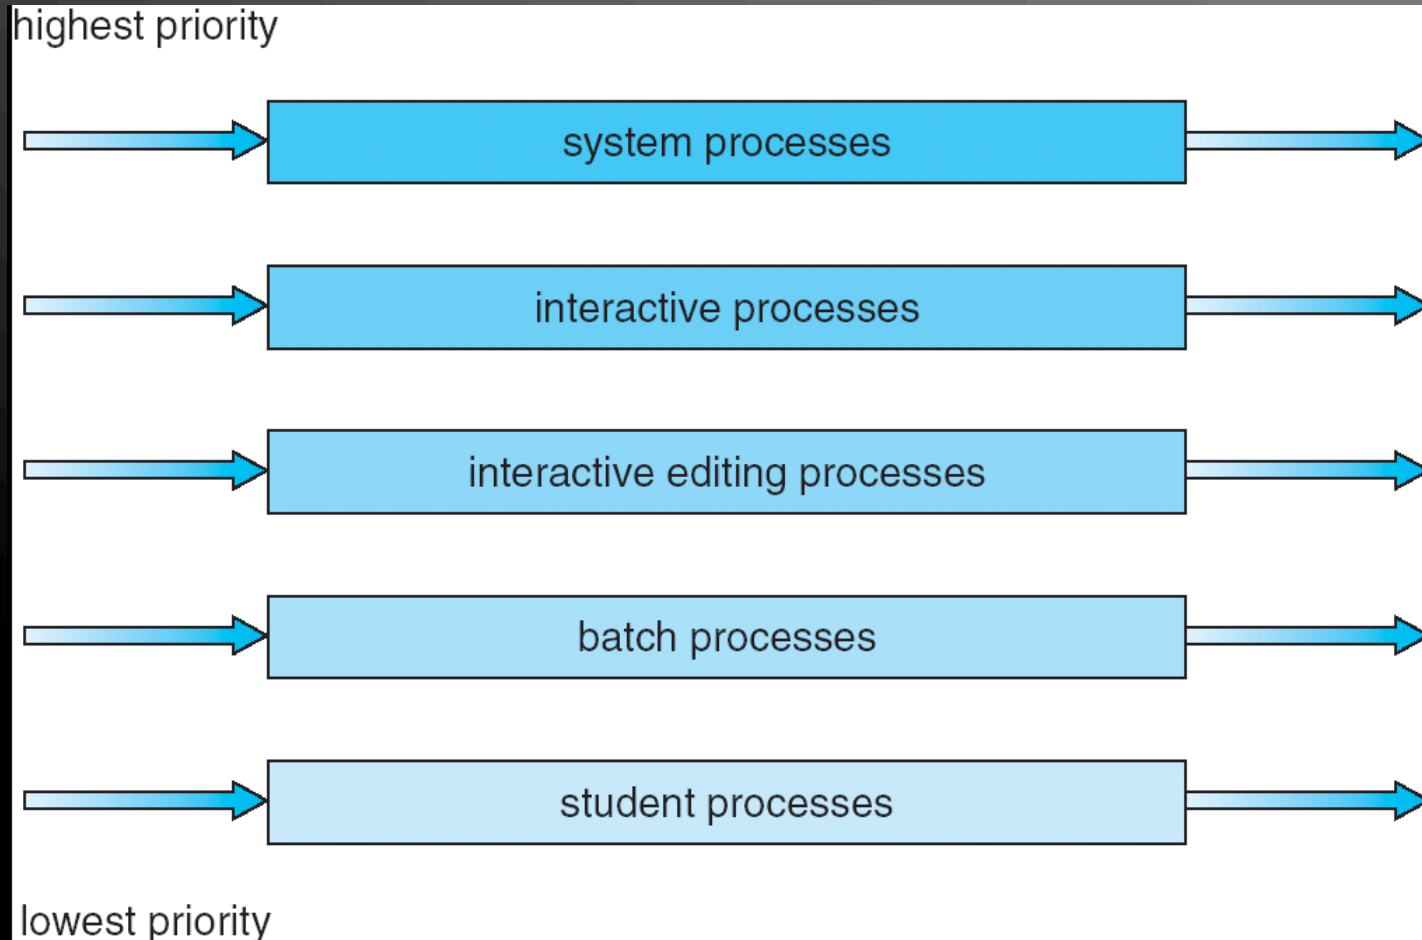 highest priority
system processes
interactive processes
interactive editing processes
batch processes
student processes
lowest priority